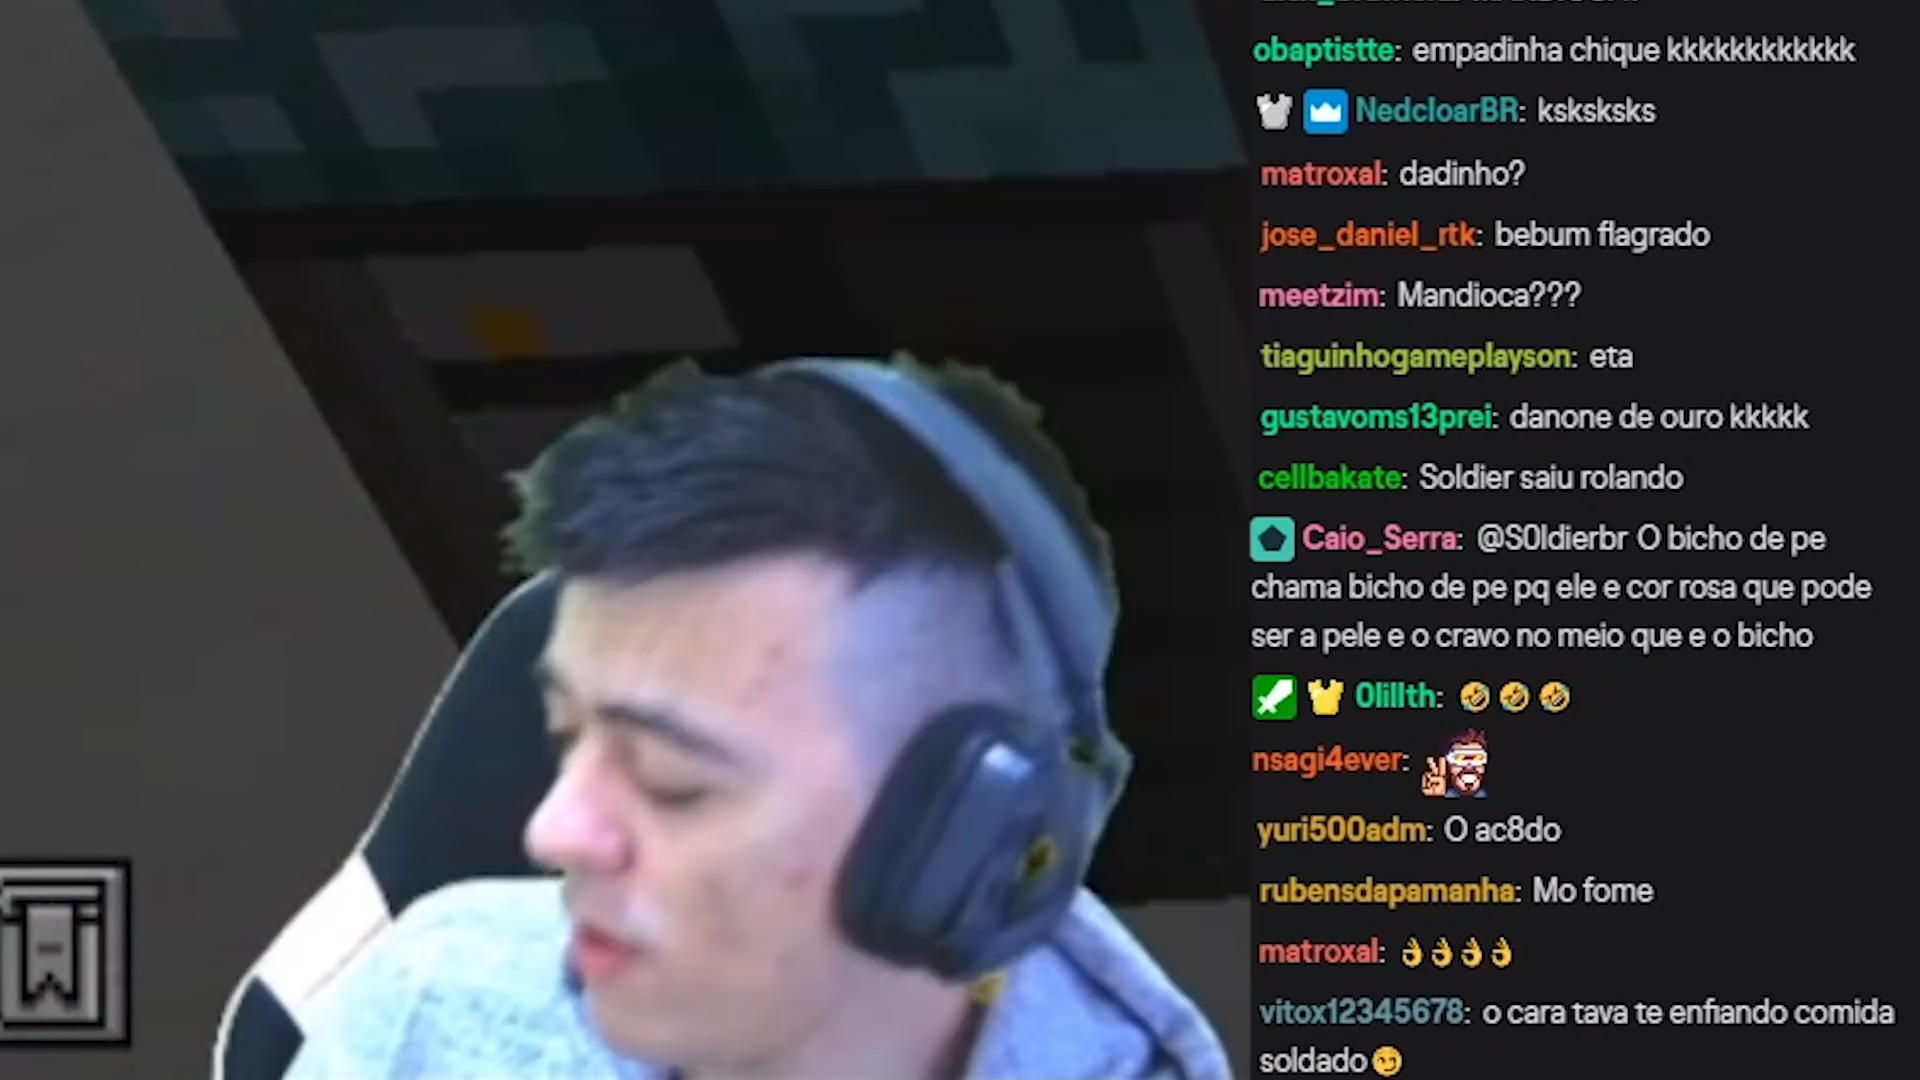 obaptistte: empadinha chique kkkkkkkkkkkk
NedcloarBR: ksksksks
matroxal: dadinho?
jose_daniel_rtk: bebum flagrado
meetzim: Mandioca???
tiaguinhogameplayson: eta
gustavoms13prei: danone de ouro kkkkk
cellbakate: Soldier saiu rolando
Caio_Serra: @S0ldierbr O bicho de pe
chama bicho de pe pq ele e cor rosa que pode
ser a pele e o cravo no meio que e o bicho
0lillth: 🤣 🤣 🤣
nsagi4ever:
yuri500adm: O ac8do
rubensdapamanha: Mo fome
matroxal: 👌👌👌👌
vitox12345678: o cara tava te enfiando comida
soldado😏